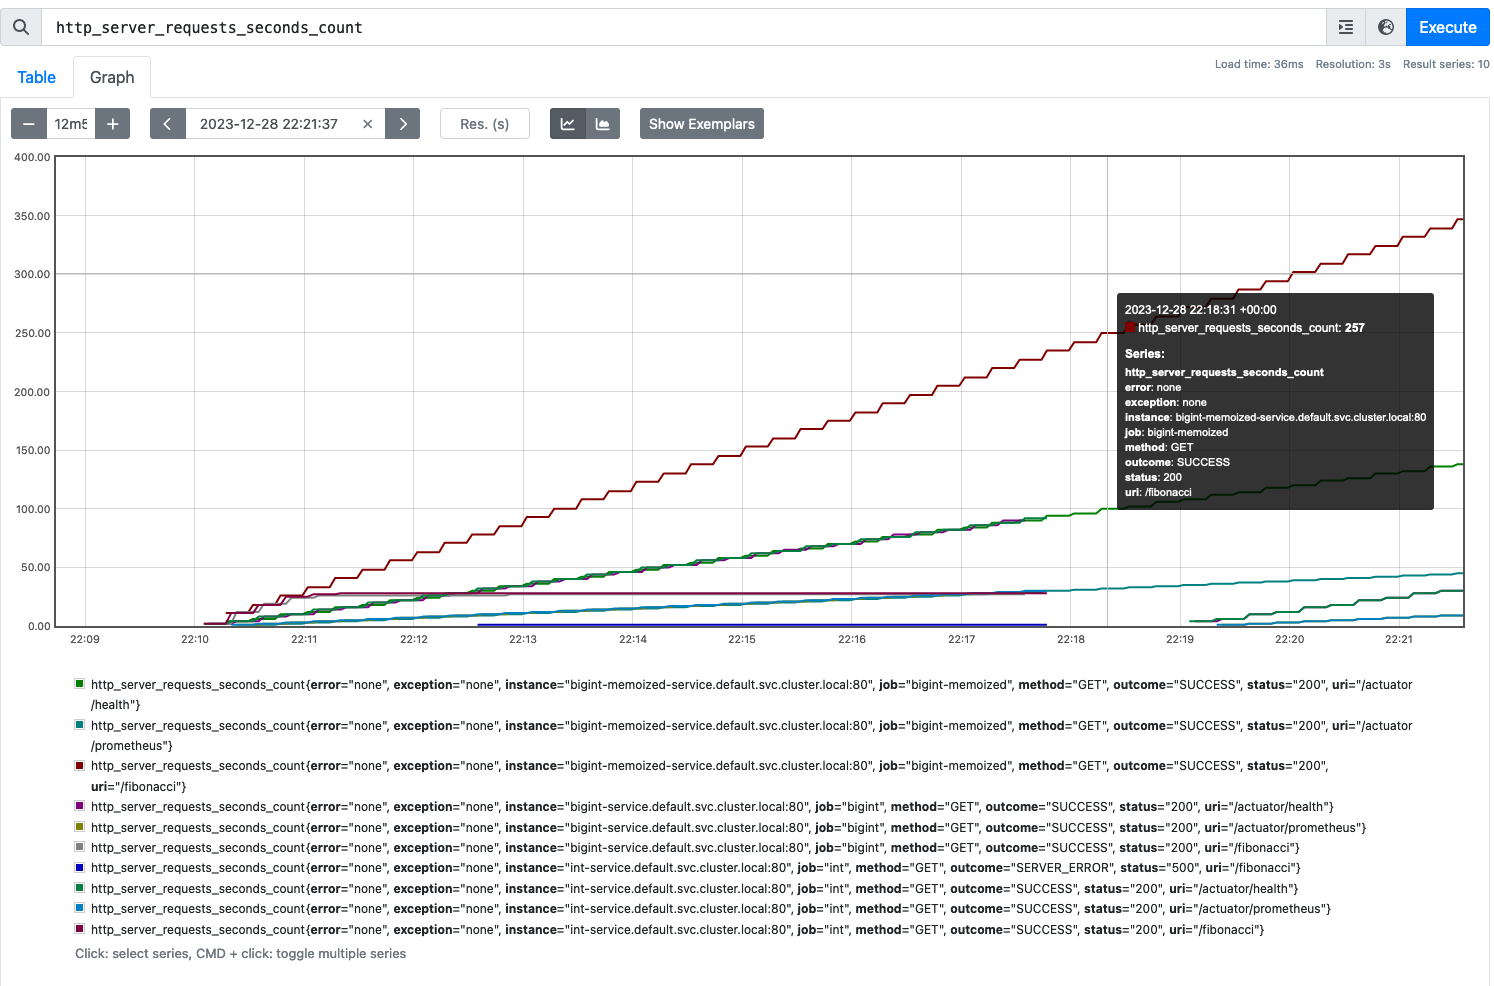 http_server_requests_seconds_count
Execute
Table
Graph
Load time: 36ms Resolution: 3s Result series: 10
− 12m5 +
2023-12-28 22:21:37
Res. (s)
Show Exemplars
400.00
350.00
300.00
250.00
200.00
150.00
100.00
50.00
0.00
22:09 22:10 22:11 22:12 22:13 22:14 22:15 22:16 22:17 22:18 22:19 22:20 22:21
2023-12-28 22:18:31 +00:00
http_server_requests_seconds_count: 257
Series:
http_server_requests_seconds_count
error: none
exception: none
instance: bigint-memoized-service.default.svc.cluster.local:80
job: bigint-memoized
method: GET
outcome: SUCCESS
status: 200
uri: /fibonacci
http_server_requests_seconds_count{error="none", exception="none", instance="bigint-memoized-service.default.svc.cluster.local:80", job="bigint-memoized", method="GET", outcome="SUCCESS", status="200", uri="/actuator
/health"}
http_server_requests_seconds_count{error="none", exception="none", instance="bigint-memoized-service.default.svc.cluster.local:80", job="bigint-memoized", method="GET", outcome="SUCCESS", status="200", uri="/actuator
/prometheus"}
http_server_requests_seconds_count{error="none", exception="none", instance="bigint-memoized-service.default.svc.cluster.local:80", job="bigint-memoized", method="GET", outcome="SUCCESS", status="200",
uri="/fibonacci"}
http_server_requests_seconds_count{error="none", exception="none", instance="bigint-service.default.svc.cluster.local:80", job="bigint", method="GET", outcome="SUCCESS", status="200", uri="/actuator/health"}
http_server_requests_seconds_count{error="none", exception="none", instance="bigint-service.default.svc.cluster.local:80", job="bigint", method="GET", outcome="SUCCESS", status="200", uri="/actuator/prometheus"}
http_server_requests_seconds_count{error="none", exception="none", instance="bigint-service.default.svc.cluster.local:80", job="bigint", method="GET", outcome="SUCCESS", status="200", uri="/fibonacci"}
http_server_requests_seconds_count{error="none", exception="none", instance="int-service.default.svc.cluster.local:80", job="int", method="GET", outcome="SERVER_ERROR", status="500", uri="/fibonacci"}
http_server_requests_seconds_count{error="none", exception="none", instance="int-service.default.svc.cluster.local:80", job="int", method="GET", outcome="SUCCESS", status="200", uri="/actuator/health"}
http_server_requests_seconds_count{error="none", exception="none", instance="int-service.default.svc.cluster.local:80", job="int", method="GET", outcome="SUCCESS", status="200", uri="/actuator/prometheus"}
http_server_requests_seconds_count{error="none", exception="none", instance="int-service.default.svc.cluster.local:80", job="int", method="GET", outcome="SUCCESS", status="200", uri="/fibonacci"}
Click: select series, CMD + click: toggle multiple series